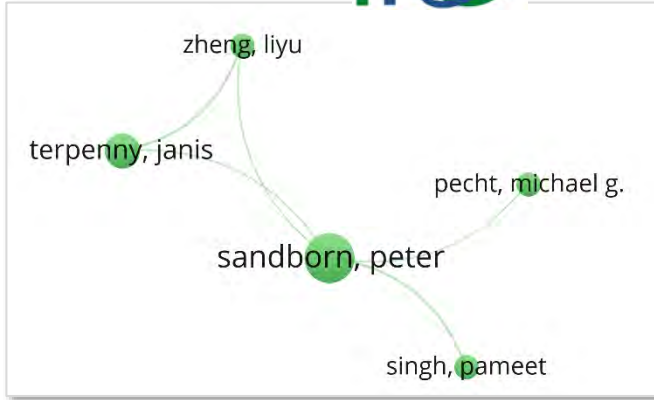 zheng, liyu
terpenny, janis
pecht, michael g.
sandborn, peter
singh, pameet